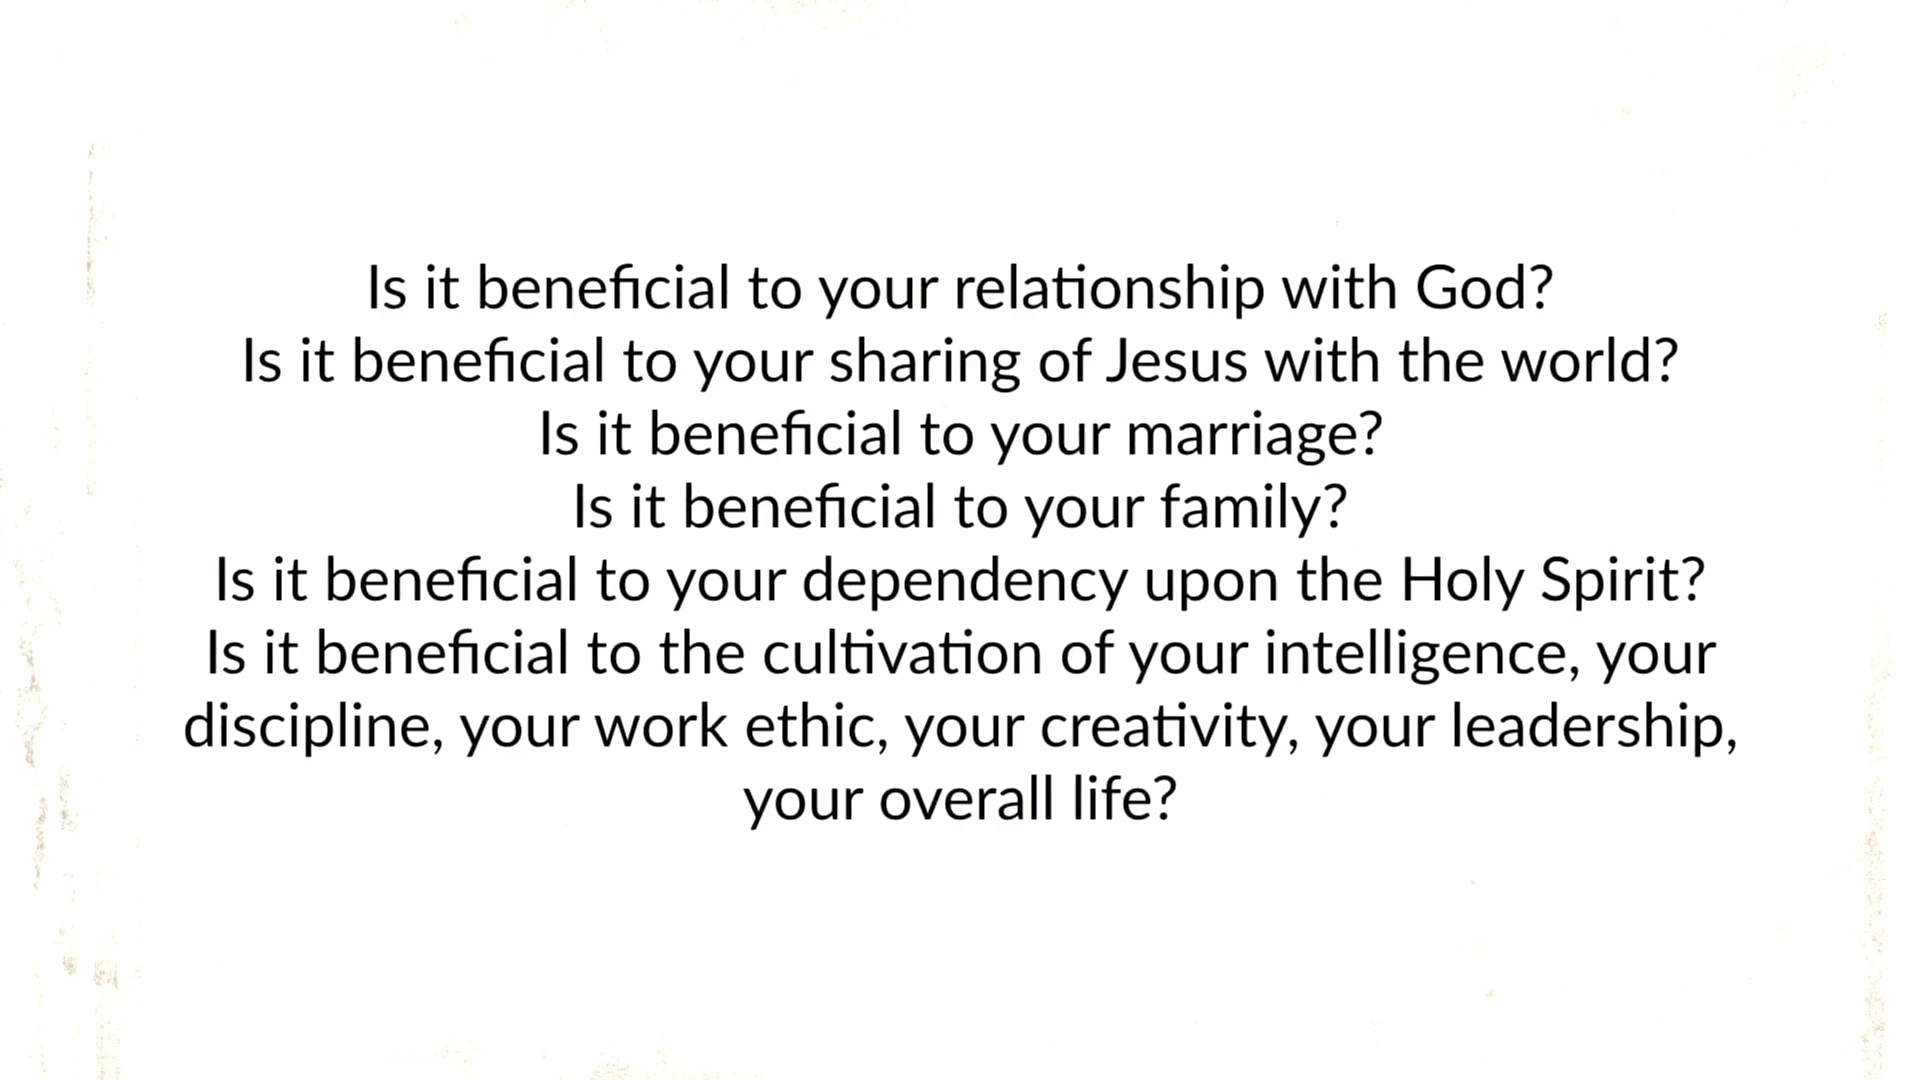 Is it beneficial to your relationship with God?
Is it beneficial to your sharing of Jesus with the world?
Is it beneficial to your marriage?
Is it beneficial to your family?
Is it beneficial to your dependency upon the Holy Spirit?
Is it beneficial to the cultivation of your intelligence, your
discipline, your work ethic, your creativity, your leadership,
your overall life?